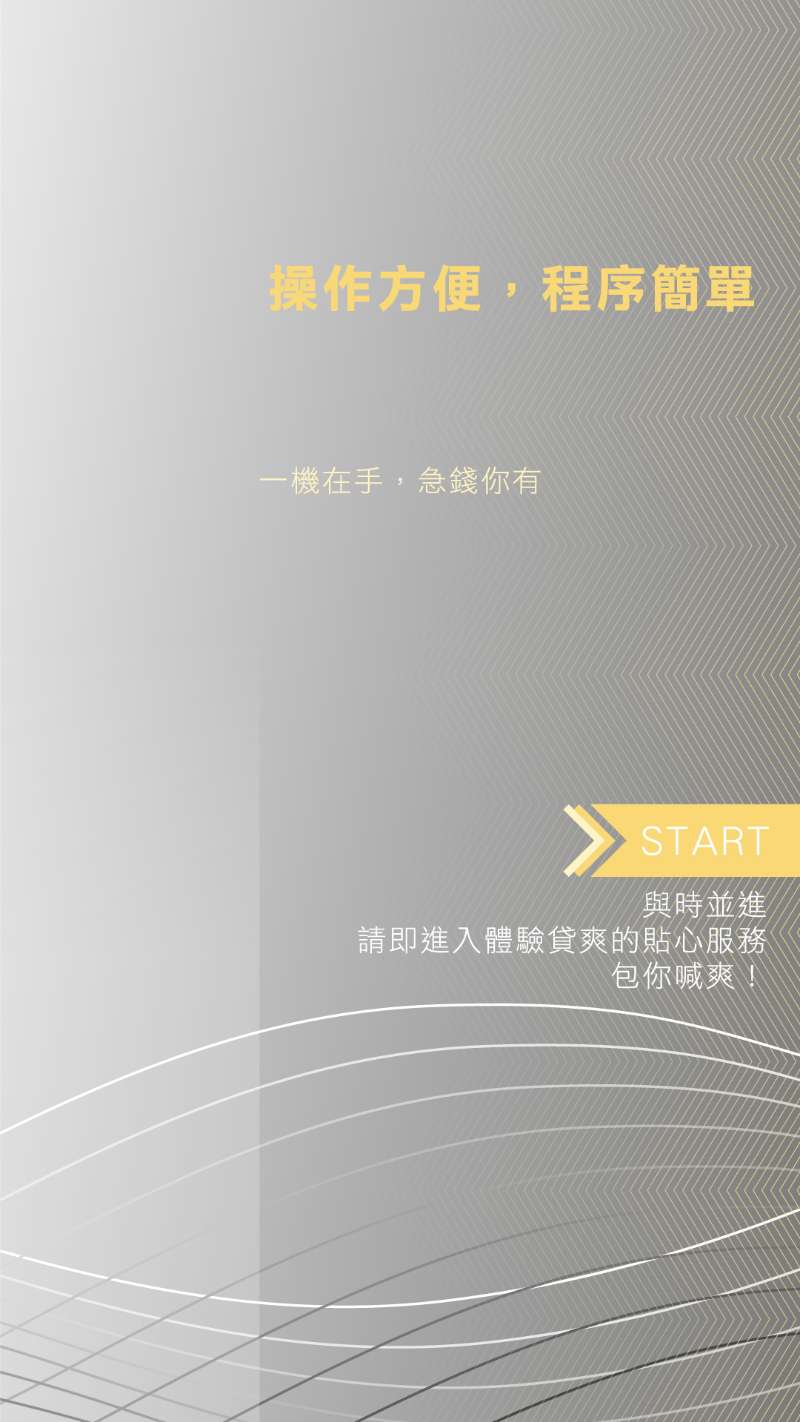 操作方便，程序簡單
一機在手，急錢你有
START
與時並進
請即進入體驗貸爽的貼心服務
包你喊爽！